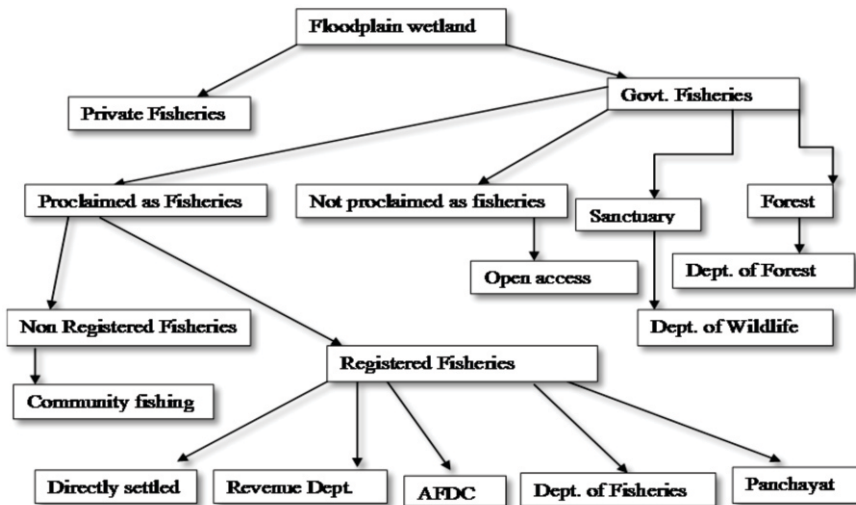 Floodplain wetland
Private Fisheries
Govt. Fisheries
Proclaimed as Fisheries
Not proclaimed as fisheries
Sanctuary
Forest
Open access
Dept. of Forest
Non Registered Fisheries
Dept. of Wildlife
Registered Fisheries
Community fishing
Directly settled
Revenue Dept.
AFDC
Dept. of Fisheries
Panchayat